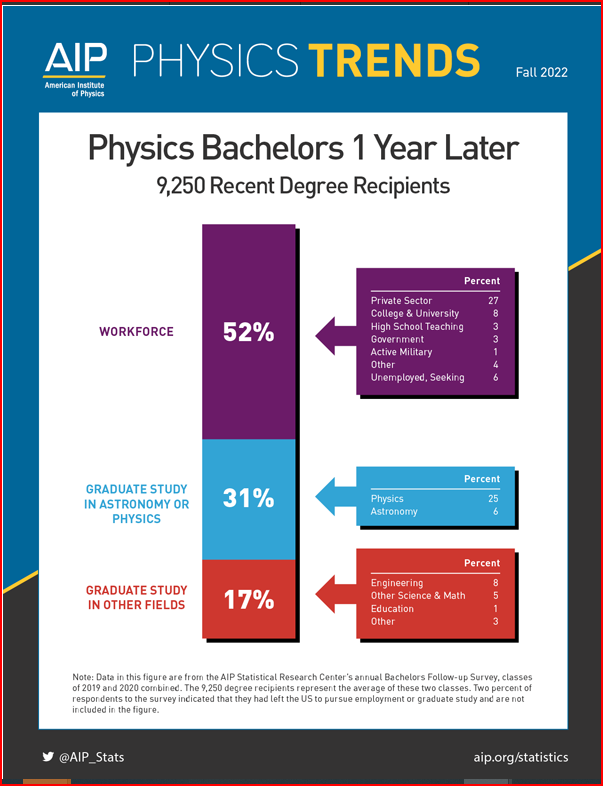 AIP
American Institute
of Physics
PHYSICS TRENDS
Fall 2022
Physics Bachelors 1 Year Later
9,250 Recent Degree Recipients
WORKFORCE
52%
Percent
Private Sector 27
College & University 8
High School Teaching 3
Government 3
Active Military 1
Other 4
Unemployed, Seeking 6
GRADUATE STUDY
IN ASTRONOMY OR
PHYSICS
31%
Percent
Physics 25
Astronomy 6
GRADUATE STUDY
IN OTHER FIELDS
17%
Percent
Engineering 8
Other Science & Math 5
Education 1
Other 3
Note: Data in this figure are from the AIP Statistical Research Center's annual Bachelors Follow-up Survey, classes
of 2019 and 2020 combined. The 9,250 degree recipients represent the average of these two classes. Two percent of
respondents to the survey indicated that they had left the US to pursue employment or graduate study and are not
included in the figure.
@AIP_Stats
aip.org/statistics